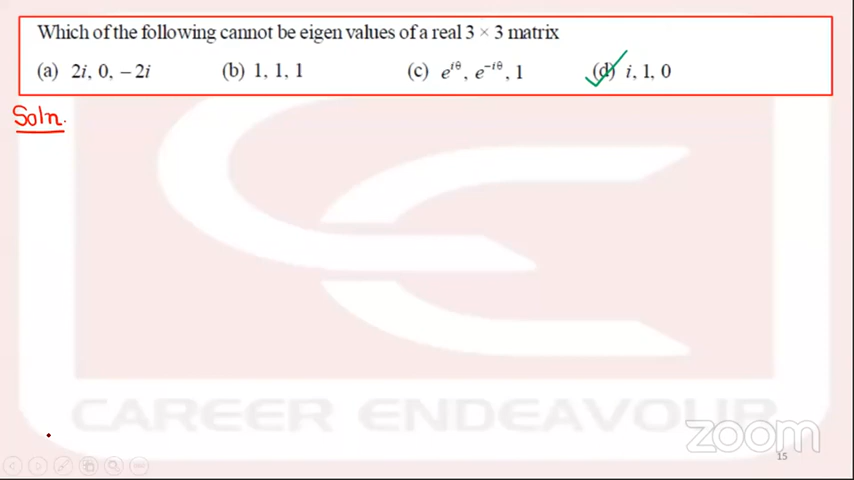 Which of the following cannot be eigen values of a real 3 × 3 matrix
(a) 2i, 0, – 2i (b) 1, 1, 1 (c) e^{iθ}, e^{–iθ}, 1 (d) i, 1, 0
Soln.
CAREER ENDEAVOUR
zoom
15